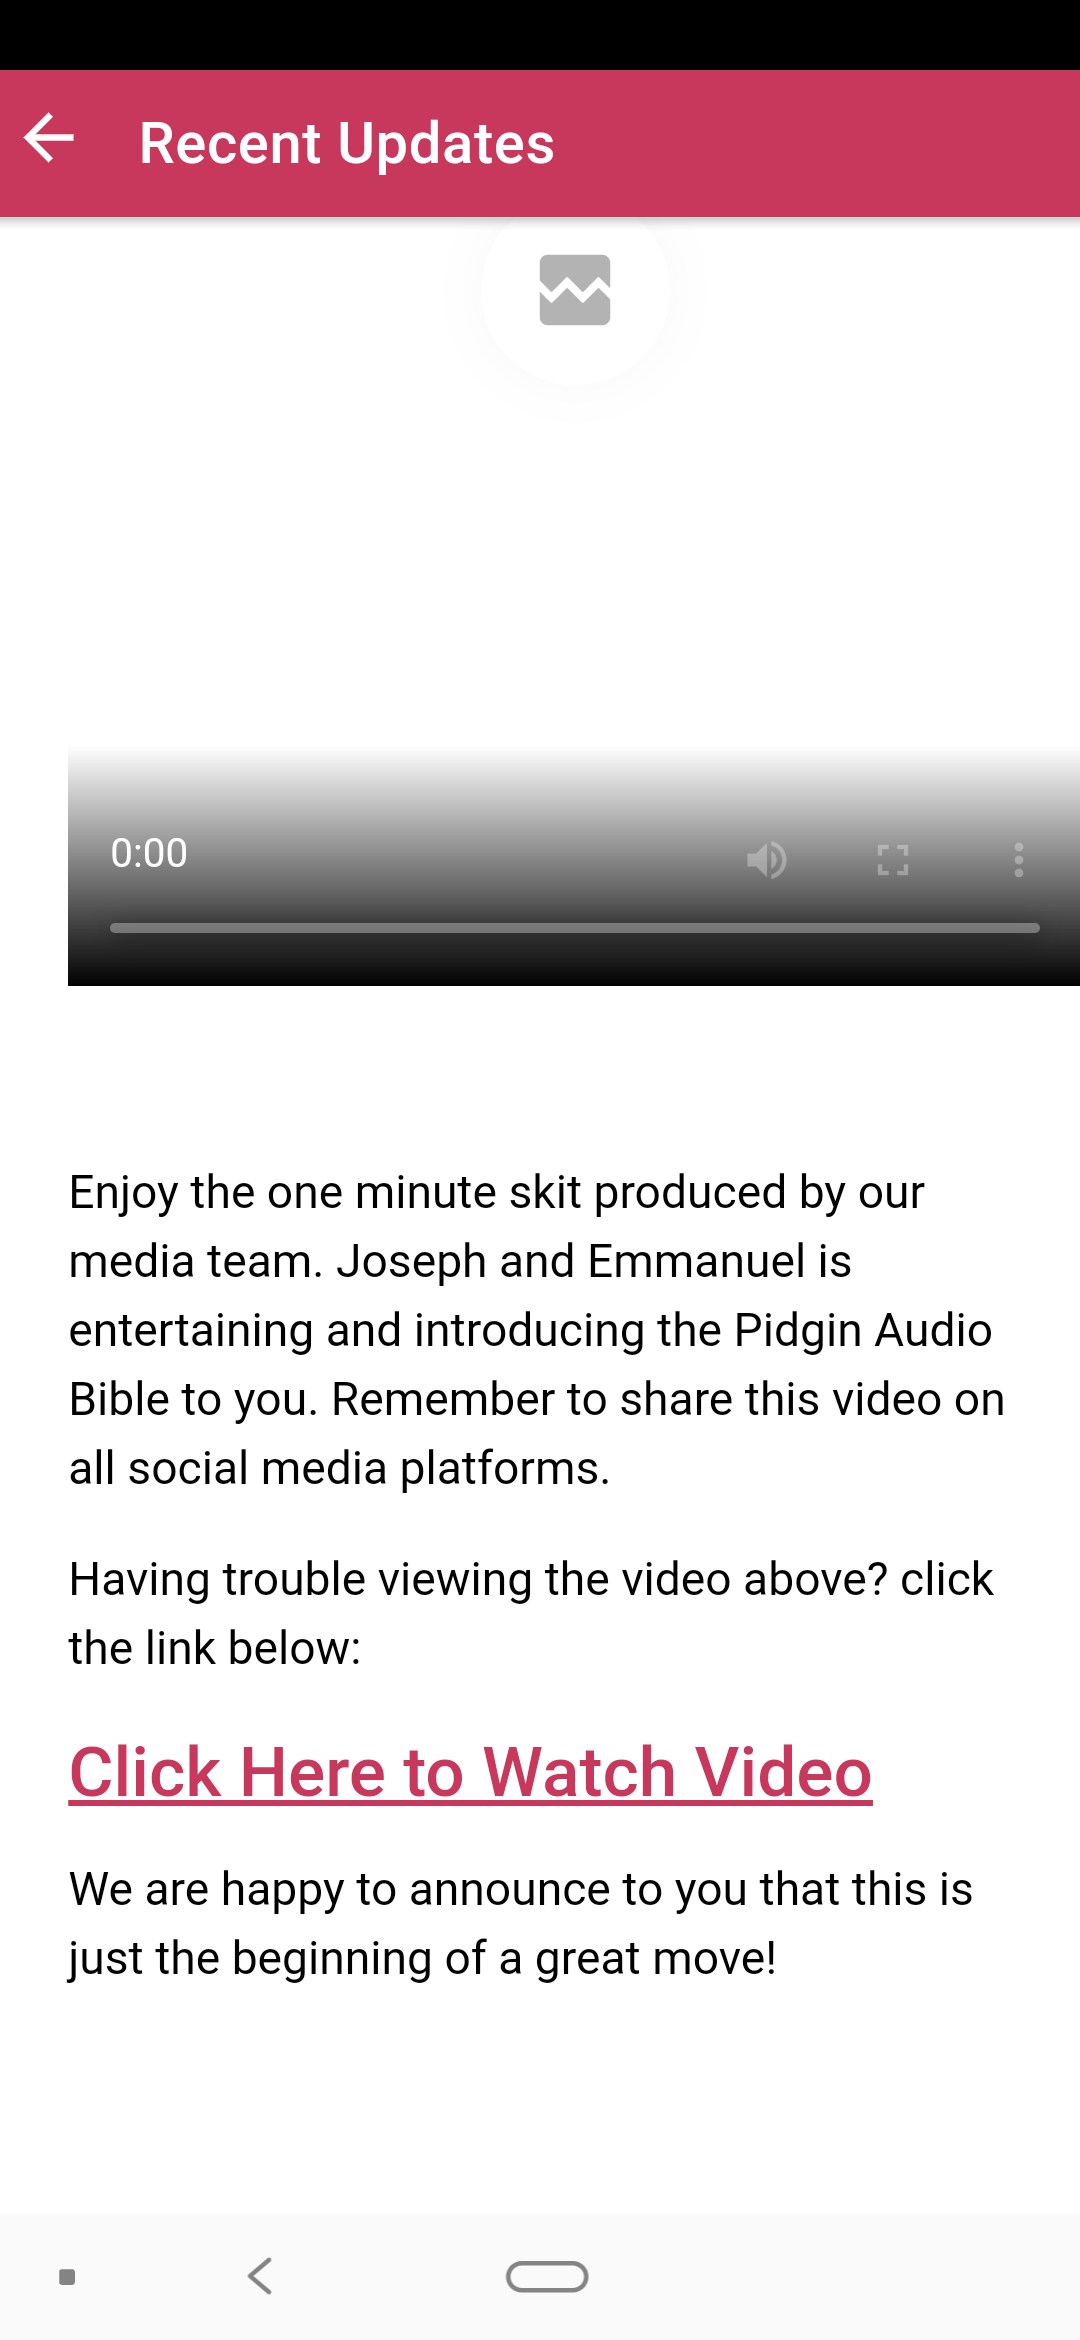 Recent Updates
0:00
Enjoy the one minute skit produced by our
media team. Joseph and Emmanuel is
entertaining and introducing the Pidgin Audio
Bible to you. Remember to share this video on
all social media platforms.
Having trouble viewing the video above? click
the link below:
Click Here to Watch Video
We are happy to announce to you that this is
just the beginning of a great move!